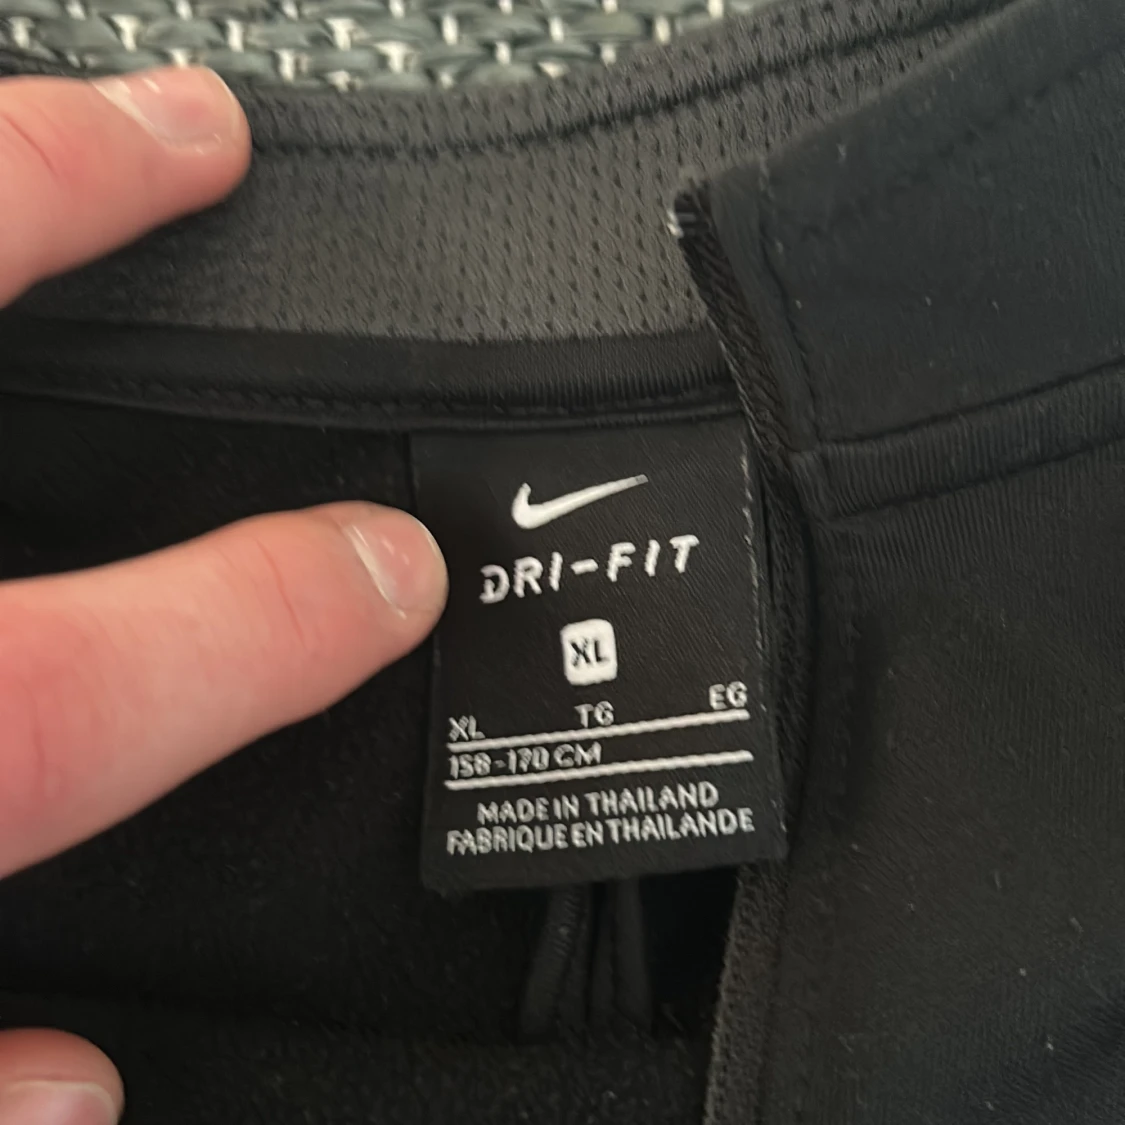 DRI-FIT
XL
XL TG EG
158-170 CM
MADE IN THAILAND
FABRIQUE EN THAILANDE